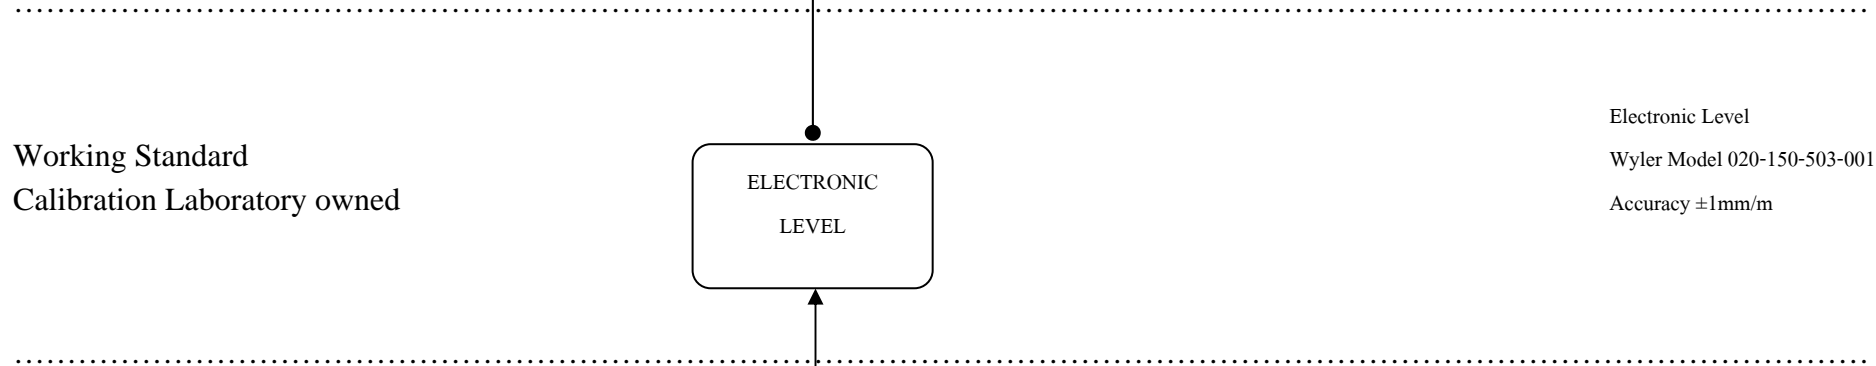 Working Standard
Calibration Laboratory owned
ELECTRONIC
LEVEL
Electronic Level
Wyler Model 020-150-503-001
Accuracy ±1mm/m